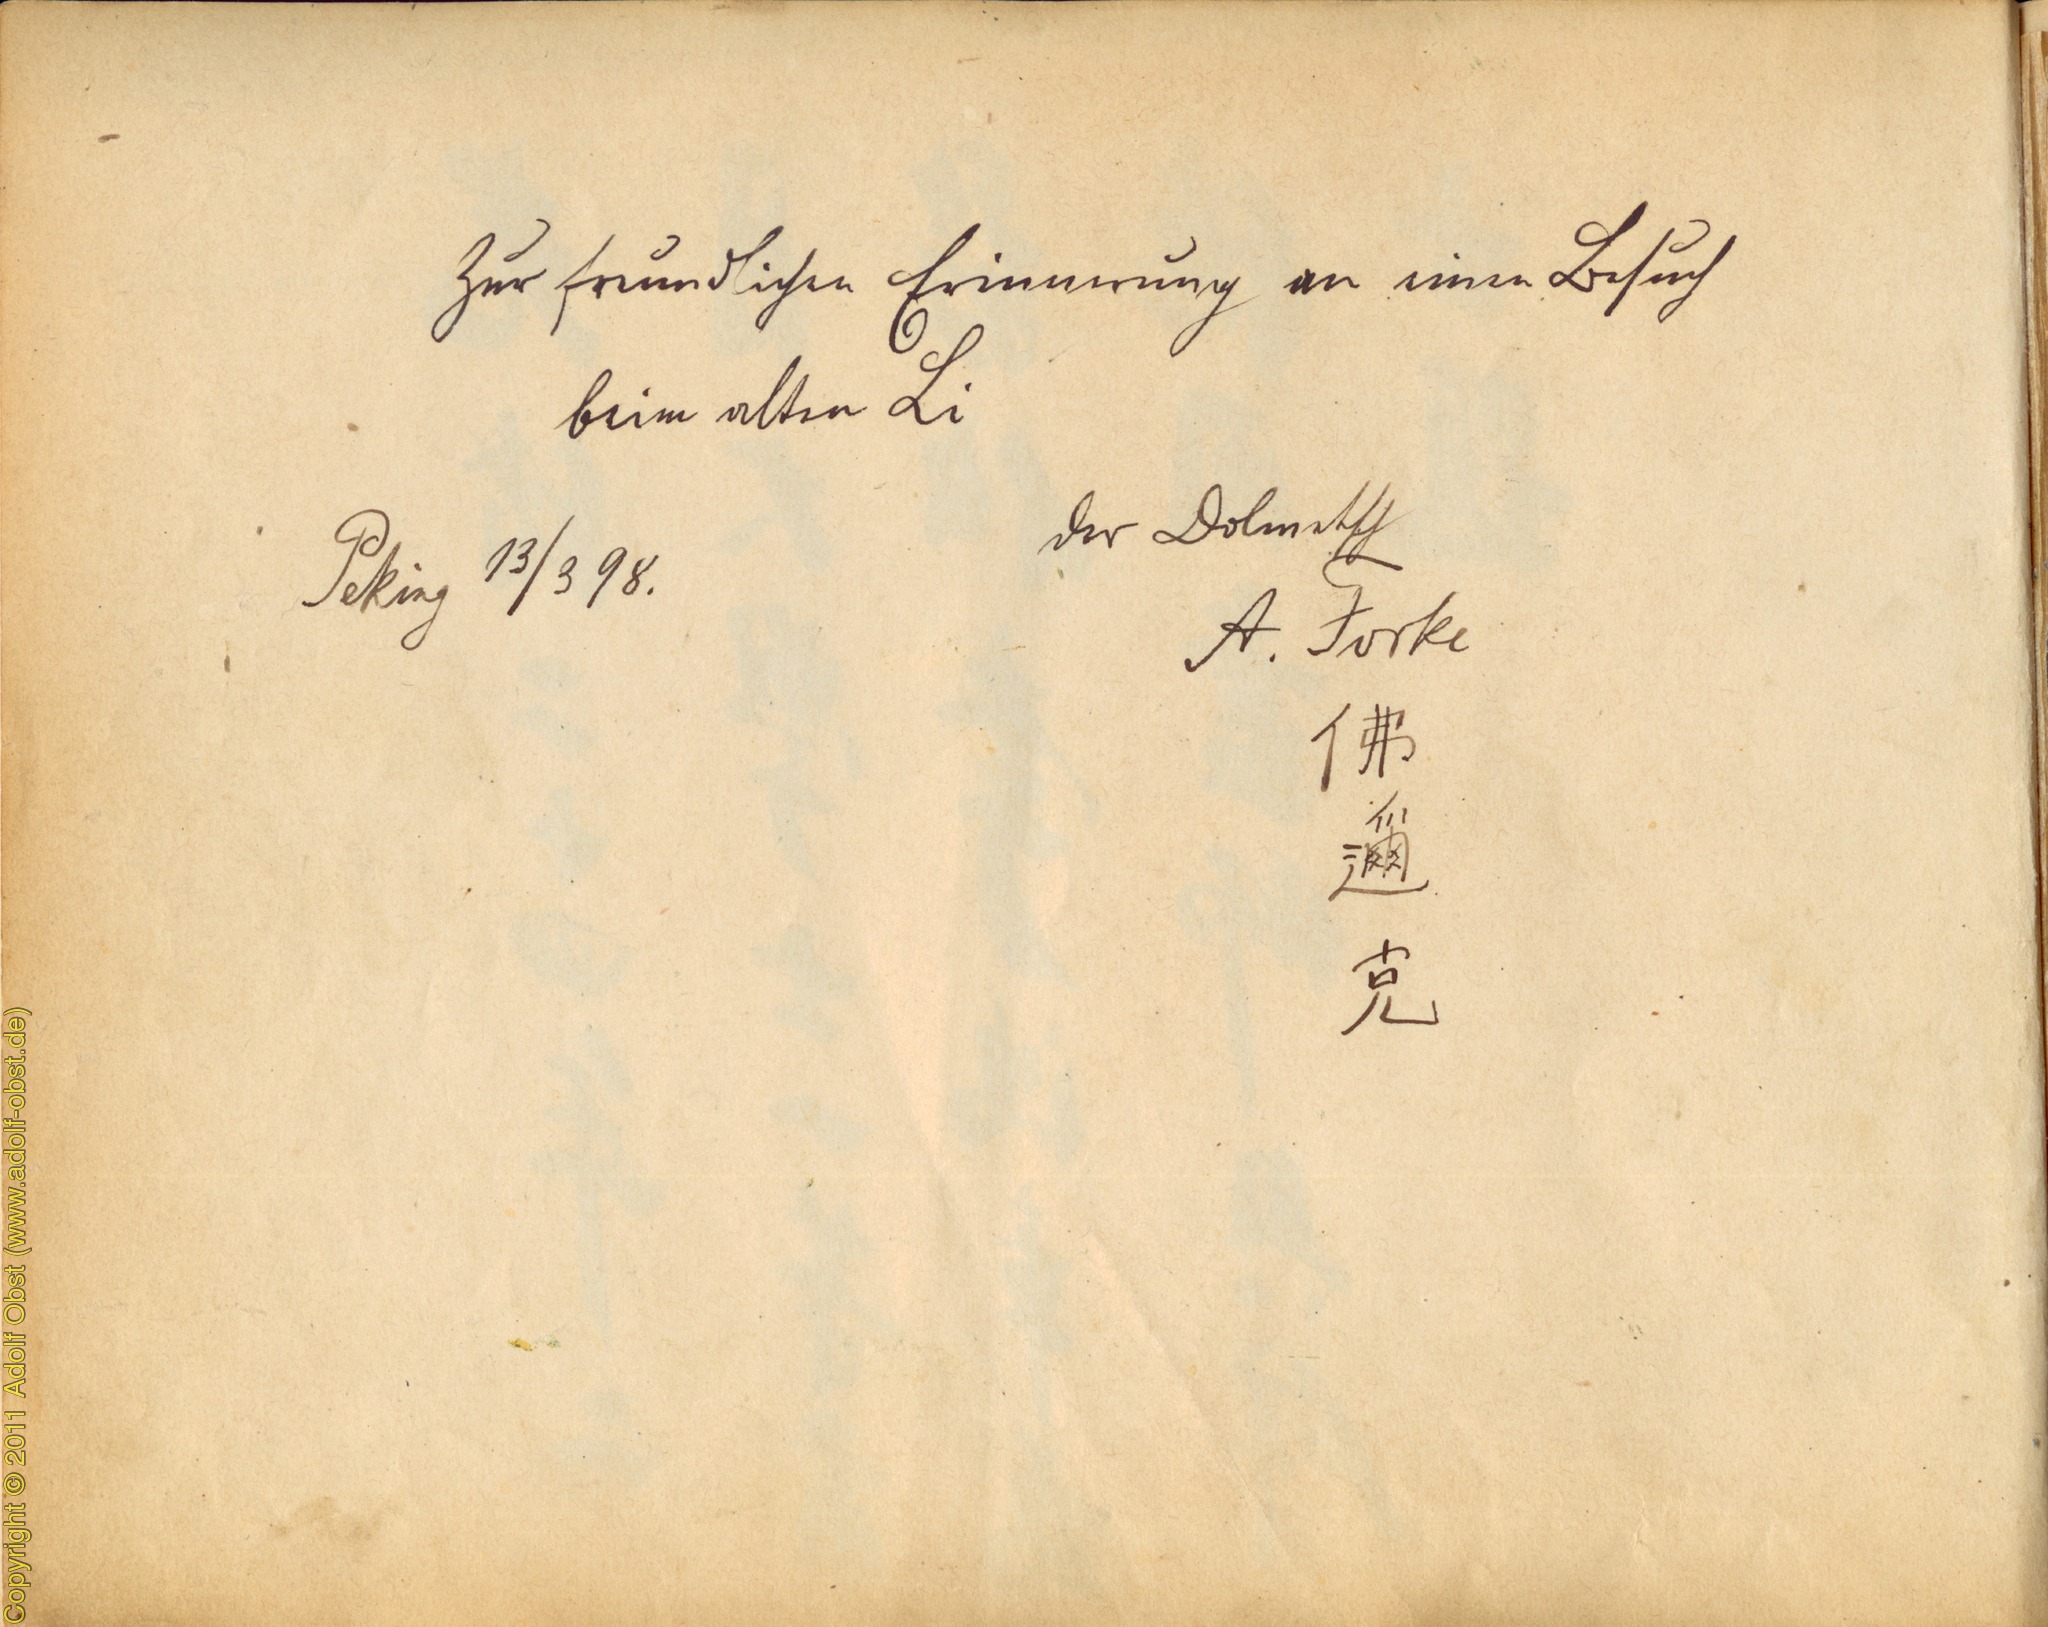 Zur freundlichen Erinnerung an einen Besuch
beim alten Li
der Dolmetsch
Peking 13/3 98.
A. Forke
佛
邇
克
Copyright © 2011 Adolf Obst (www.adolf-obst.de)